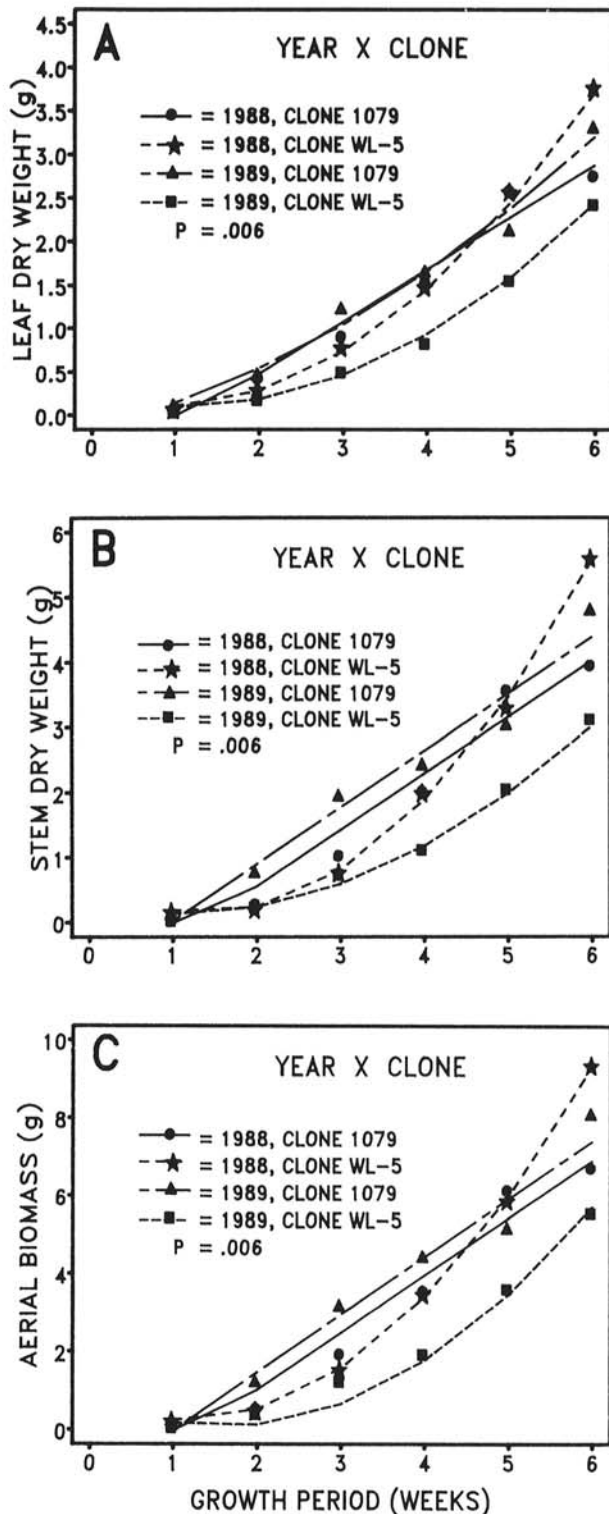 A
YEAR X CLONE
LEAF DRY WEIGHT (g)
4.5
4.0
3.5
3.0
2.5
2.0
1.5
1.0
0.5
0.0
= 1988, CLONE 1079
= 1988, CLONE WL-5
= 1989, CLONE 1079
= 1989, CLONE WL-5
P = .006
0 1 2 3 4 5 6
B
YEAR X CLONE
STEM DRY WEIGHT (g)
6
5
4
3
2
1
0
= 1988, CLONE 1079
= 1988, CLONE WL-5
= 1989, CLONE 1079
= 1989, CLONE WL-5
P = .006
0 1 2 3 4 5 6
C
YEAR X CLONE
AERIAL BIOMASS (g)
10
8
6
4
2
0
= 1988, CLONE 1079
= 1988, CLONE WL-5
= 1989, CLONE 1079
= 1989, CLONE WL-5
P = .006
0 1 2 3 4 5 6
GROWTH PERIOD (WEEKS)